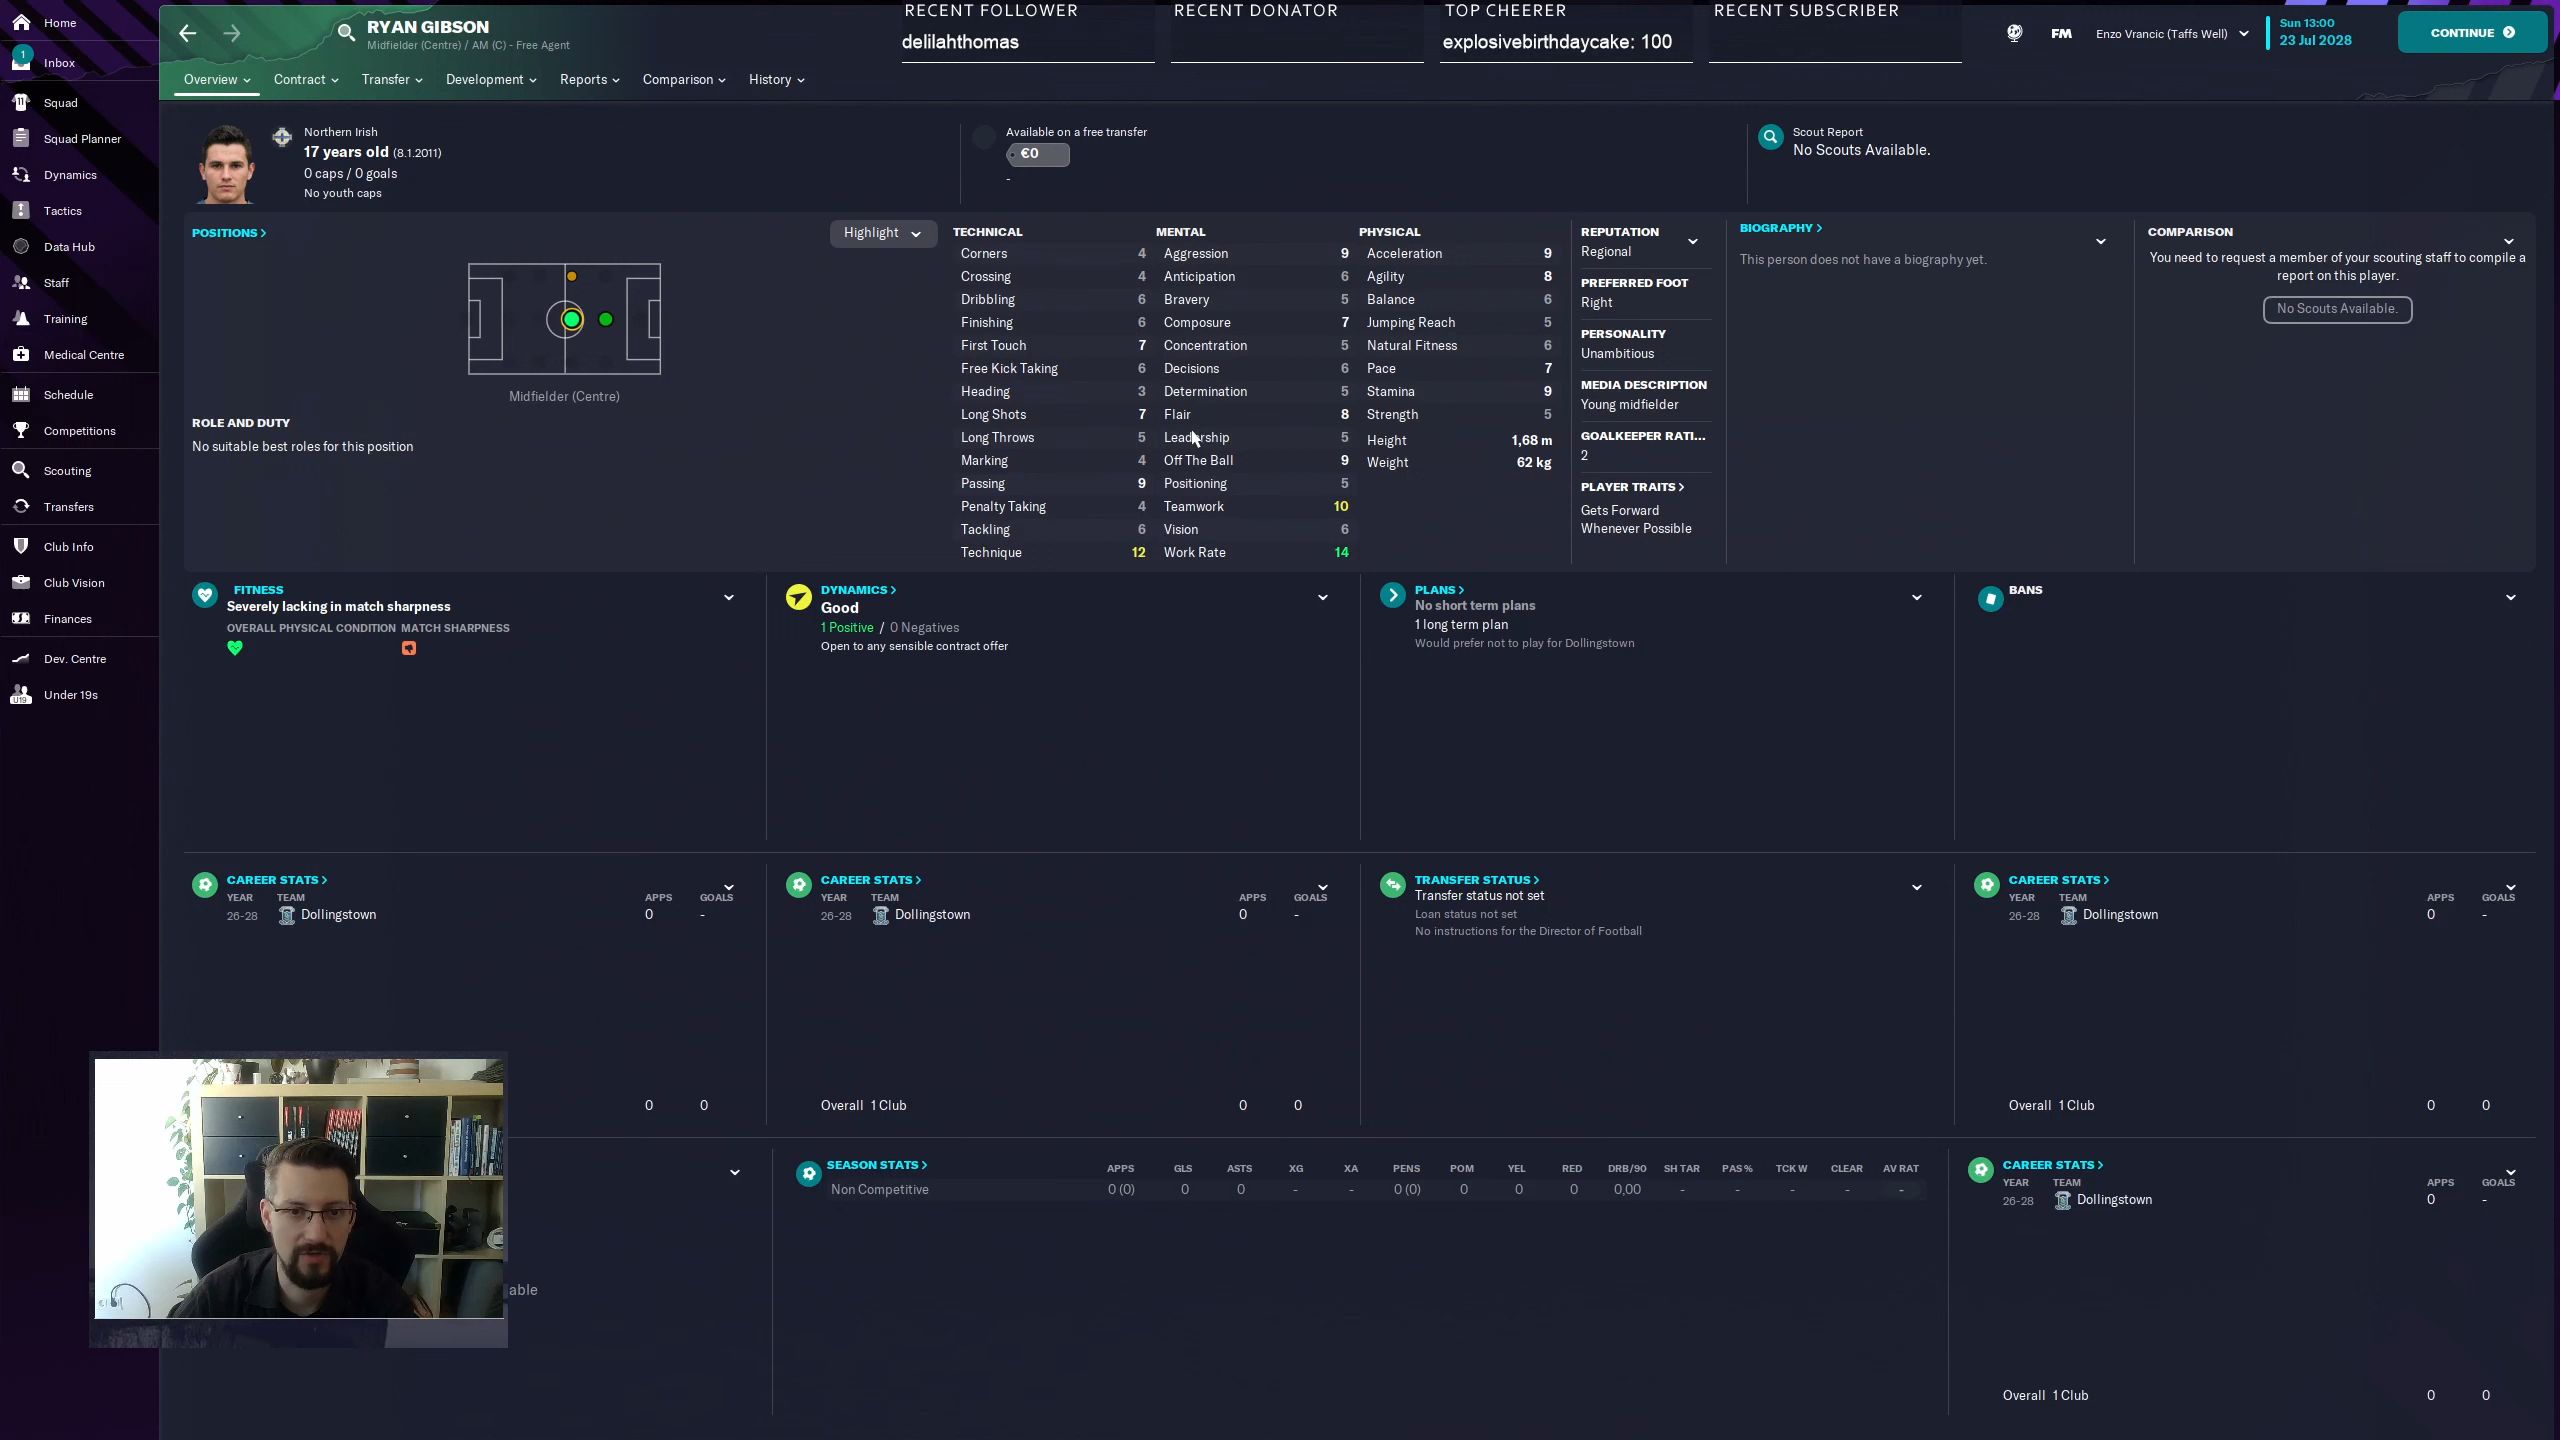 Home
1
Inbox
Squad
Squad Planner
Dynamics
Tactics
Data Hub
Staff
Training
Medical Centre
Schedule
Competitions
Scouting
Transfers
Club Info
Club Vision
Finances
Dev. Centre
U19
Under 19s
RYAN GIBSON
Midfielder (Centre) / AM (C) - Free Agent
RECENT FOLLOWER
delilahthomas
RECENT DONATOR
TOP CHEERER
explosivebirthdaycake: 100
RECENT SUBSCRIBER
FM
Enzo Vrancic (Taffs Well)
Sun 13:00
23 Jul 2028
CONTINUE
Overview Contract Transfer Development Reports Comparison History
Northern Irish
17 years old (8.1.2011)
0 caps / 0 goals
No youth caps
Available on a free transfer
€0
-
Scout Report
No Scouts Available.
POSITIONS
Highlight
Midfielder (Centre)
ROLE AND DUTY
No suitable best roles for this position
TECHNICAL
Corners 4
Crossing 4
Dribbling 6
Finishing 6
First Touch 7
Free Kick Taking 6
Heading 3
Long Shots 7
Long Throws 5
Marking 4
Passing 9
Penalty Taking 4
Tackling 6
Technique 12
MENTAL
Aggression 9
Anticipation 6
Bravery 5
Composure 7
Concentration 5
Decisions 6
Determination 5
Flair 8
Leadership 5
Off The Ball 9
Positioning 5
Teamwork 10
Vision 6
Work Rate 14
PHYSICAL
Acceleration 9
Agility 8
Balance 6
Jumping Reach 5
Natural Fitness 6
Pace 7
Stamina 9
Strength 5
Height 1,68 m
Weight 62 kg
REPUTATION
Regional
PREFERRED FOOT
Right
PERSONALITY
Unambitious
MEDIA DESCRIPTION
Young midfielder
GOALKEEPER RATI...
2
PLAYER TRAITS
Gets Forward
Whenever Possible
BIOGRAPHY
This person does not have a biography yet.
COMPARISON
You need to request a member of your scouting staff to compile a
report on this player.
No Scouts Available.
FITNESS
Severely lacking in match sharpness
OVERALL PHYSICAL CONDITION MATCH SHARPNESS
DYNAMICS
Good
1 Positive / 0 Negatives
Open to any sensible contract offer
PLANS
No short term plans
1 long term plan
Would prefer not to play for Dollingstown
BANS
CAREER STATS
YEAR TEAM APPS GOALS
26-28 Dollingstown 0 -
0 0
CAREER STATS
YEAR TEAM APPS GOALS
26-28 Dollingstown 0 -
Overall 1 Club 0 0
TRANSFER STATUS
Transfer status not set
Loan status not set
No instructions for the Director of Football
CAREER STATS
YEAR TEAM APPS GOALS
26-28 Dollingstown 0 -
Overall 1 Club 0 0
able
SEASON STATS APPS GLS ASTS XG XA PENS POM YEL RED DRB/90 SH TAR PAS % TCK W CLEAR AV RAT
Non Competitive 0 (0) 0 0 - - 0 (0) 0 0 0 0,00 - - - - -
CAREER STATS
YEAR TEAM APPS GOALS
26-28 Dollingstown 0 -
Overall 1 Club 0 0